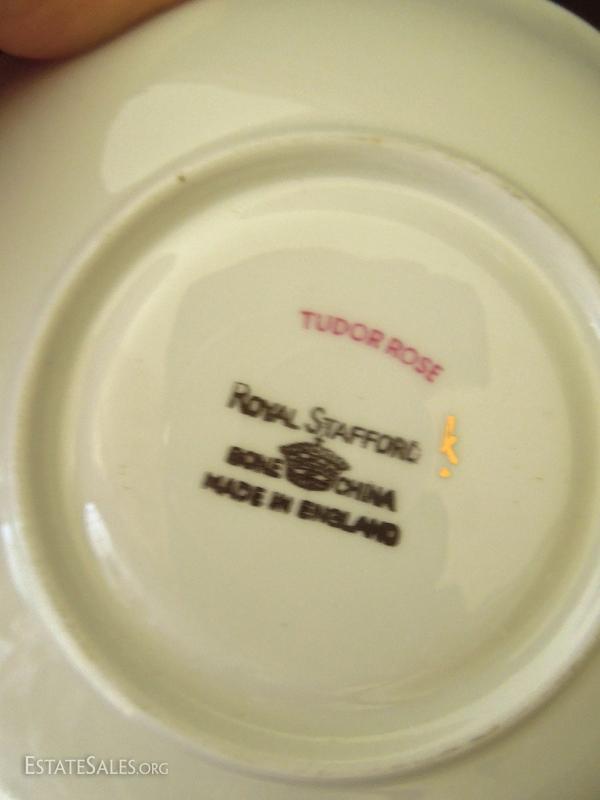 TUDOR ROSE
ROYAL STAFFORD
BONE CHINA
MADE IN ENGLAND
k.
ESTATESALES.ORG